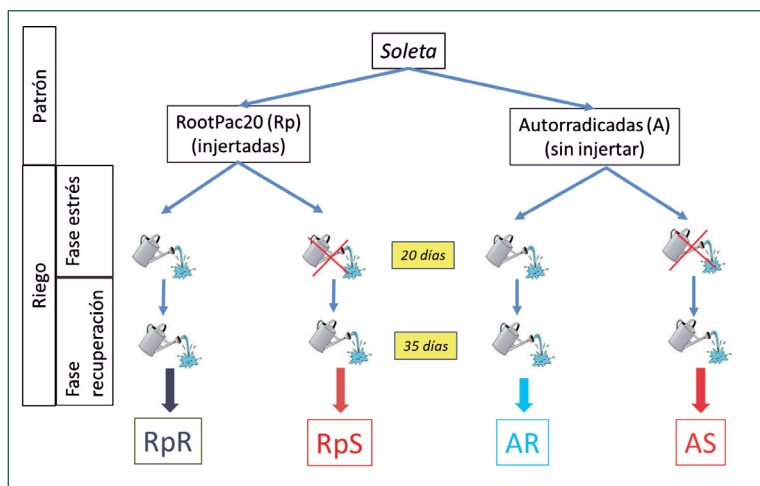 Soleta
Patrón
RootPac20 (Rp)
(injertadas)
Autorradicadas (A)
(sin injertar)
Riego
Fase estrés
20 días
Fase
recuperación
35 días
RpR
RpS
AR
AS